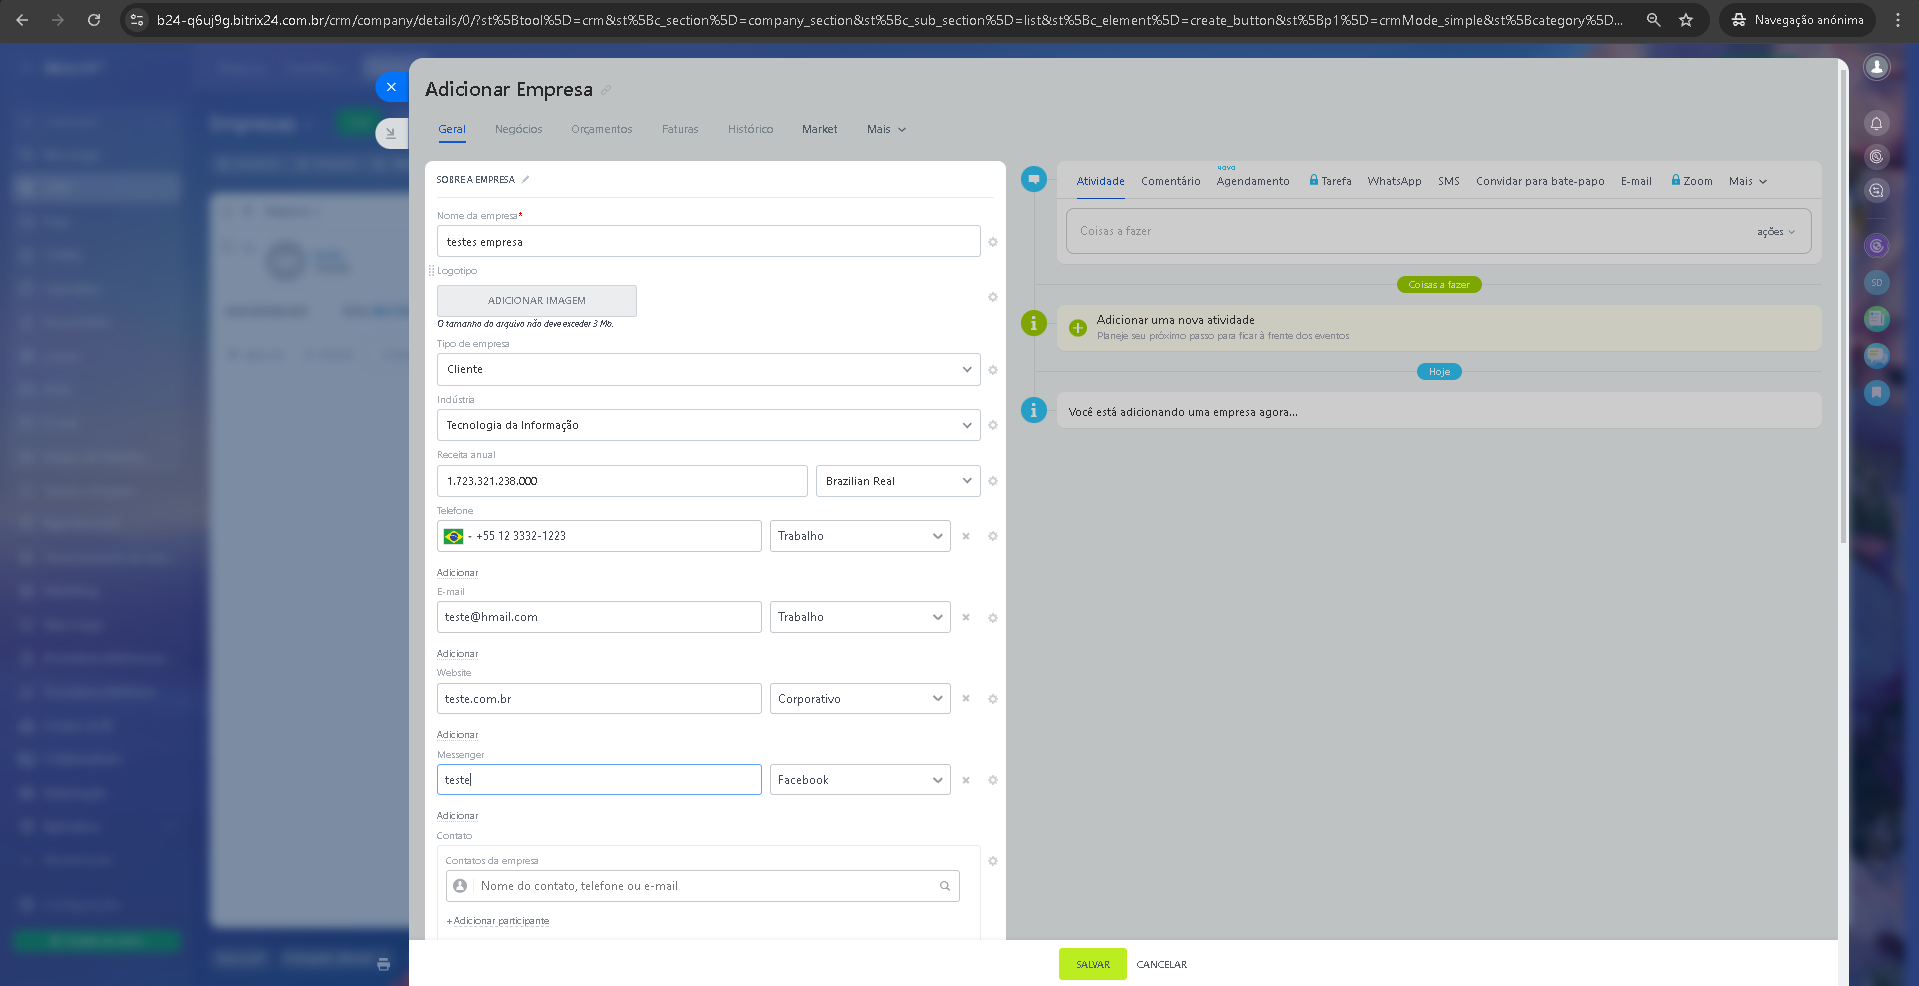 b24-q6uj9g.bitrix24.com.br/crm/company/details/0/?st%5Btool%5D=crm&st%5Bc_section%5D=company_section&st%5Bc_sub_section%5D=list&st%5Bc_element%5D=create_button&st%5Bp1%5D=crmMode_simple&st%5Bcategory%5D...
Navegação anónima
Adicionar Empresa
Geral Negócios Orçamentos Faturas Histórico Market Mais
SOBRE A EMPRESA
Nome da empresa*
testes empresa
Logotipo
ADICIONAR IMAGEM
O tamanho do arquivo não deve exceder 3 Mb.
Tipo de empresa
Cliente
Indústria
Tecnologia da Informação
Receita anual
1.723.321.238.000 Brazilian Real
Telefone
- +55 12 3332-1223 Trabalho
Adicionar
E-mail
teste@hmail.com Trabalho
Adicionar
Website
teste.com.br Corporativo
Adicionar
Messenger
teste Facebook
Adicionar
Contato
Contatos da empresa
Nome do contato, telefone ou e-mail
+ Adicionar participante
Novo
Atividade Comentário Agendamento Tarefa WhatsApp SMS Convidar para bate-papo E-mail Zoom Mais
Coisas a fazer ações
Coisas a fazer
Adicionar uma nova atividade
Planeje seu próximo passo para ficar à frente dos eventos
Hoje
Você está adicionando uma empresa agora...
SD
SALVAR CANCELAR